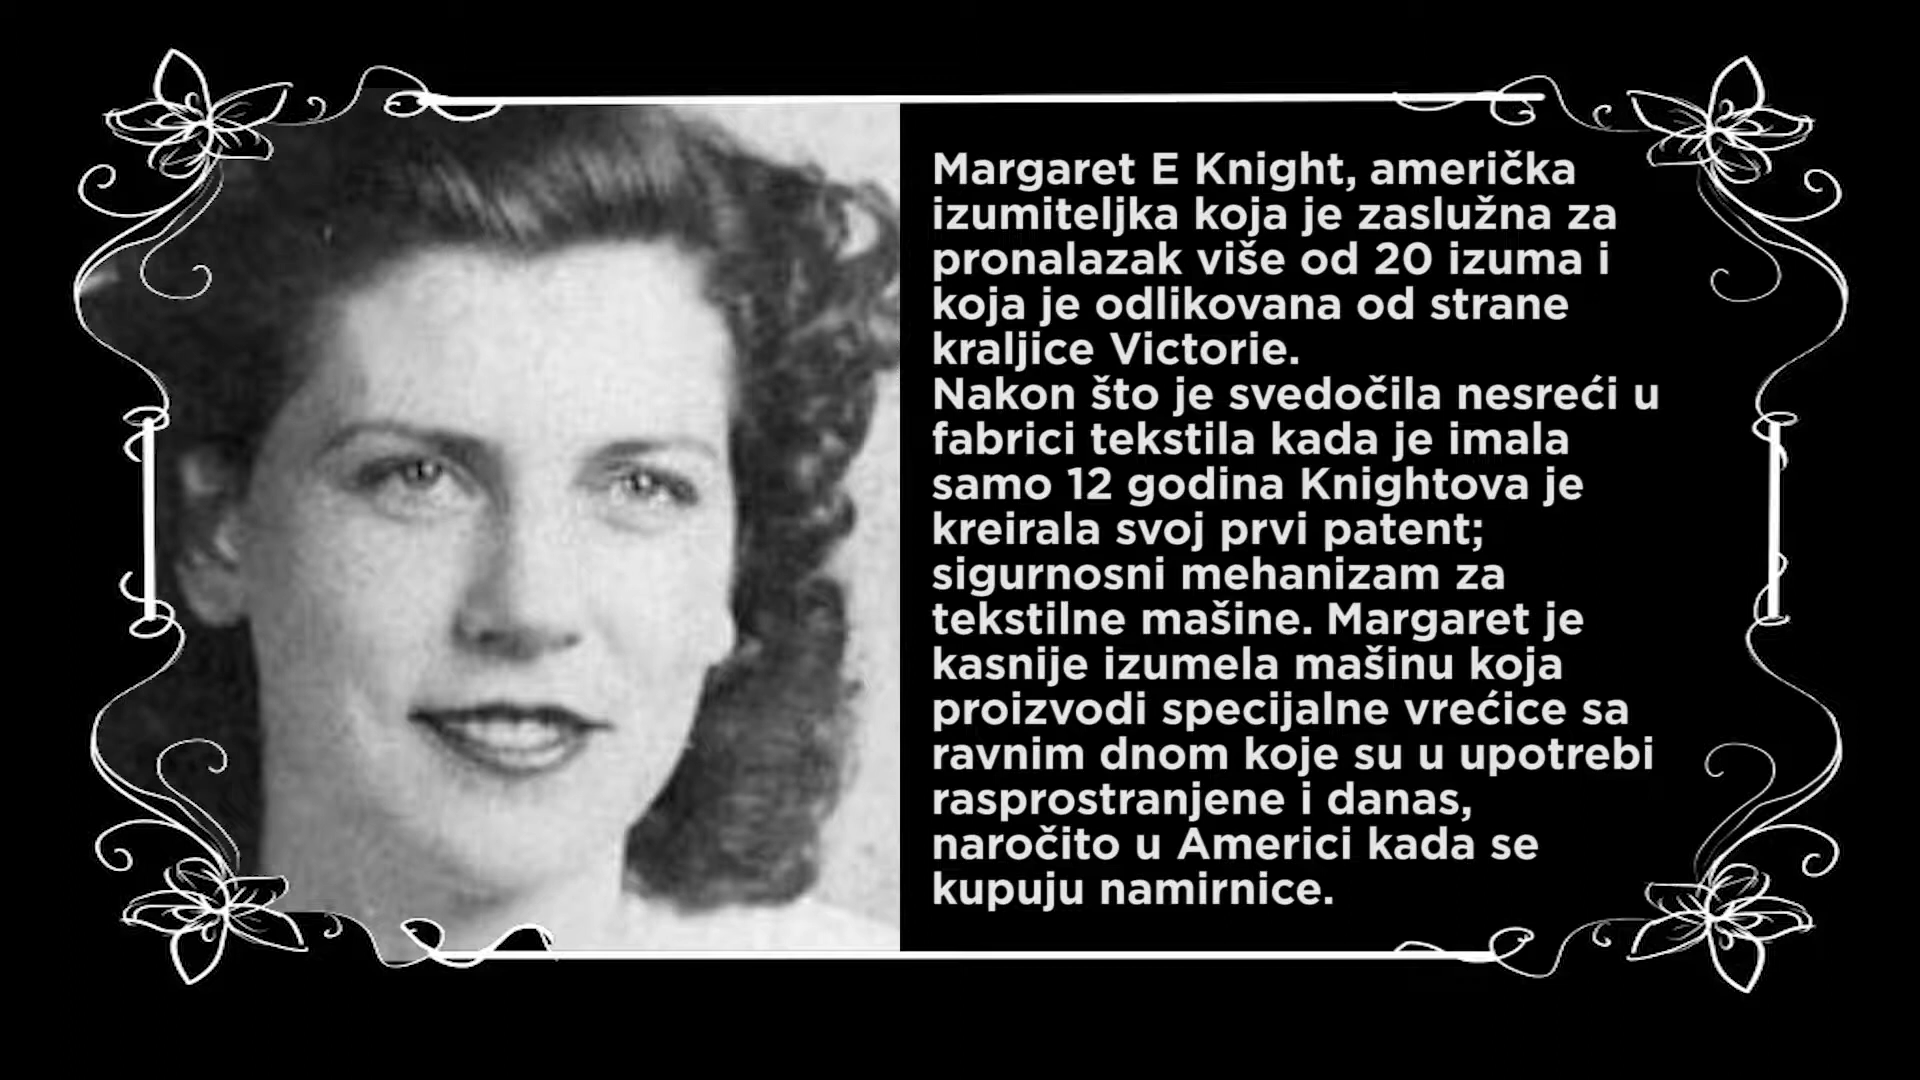 Margaret E Knight, američka
izumiteljka koja je zaslužna za
pronalazak više od 20 izuma i
koja je odlikovana od strane
kraljice Victorie.
Nakon što je svedočila nesreći u
fabrici tekstila kada je imala
samo 12 godina Knightova je
kreirala svoj prvi patent;
sigurnosni mehanizam za
tekstilne mašine. Margaret je
kasnije izumela mašinu koja
proizvodi specijalne vrećice sa
ravnim dnom koje su u upotrebi
rasprostranjene i danas,
naročito u Americi kada se
kupuju namirnice.